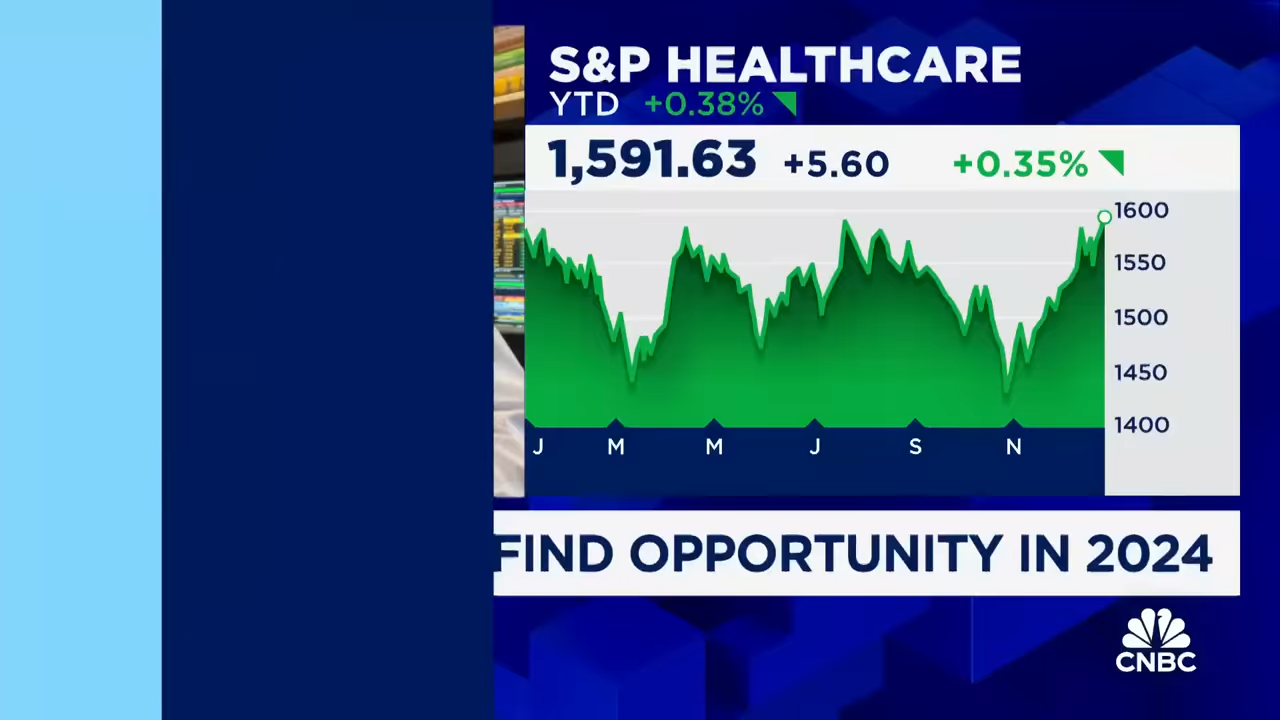 S&P HEALTHCARE
YTD +0.38%
1,591.63 +5.60 +0.35%
1600
1550
1500
1450
1400
J M M J S N
FIND OPPORTUNITY IN 2024
CNBC